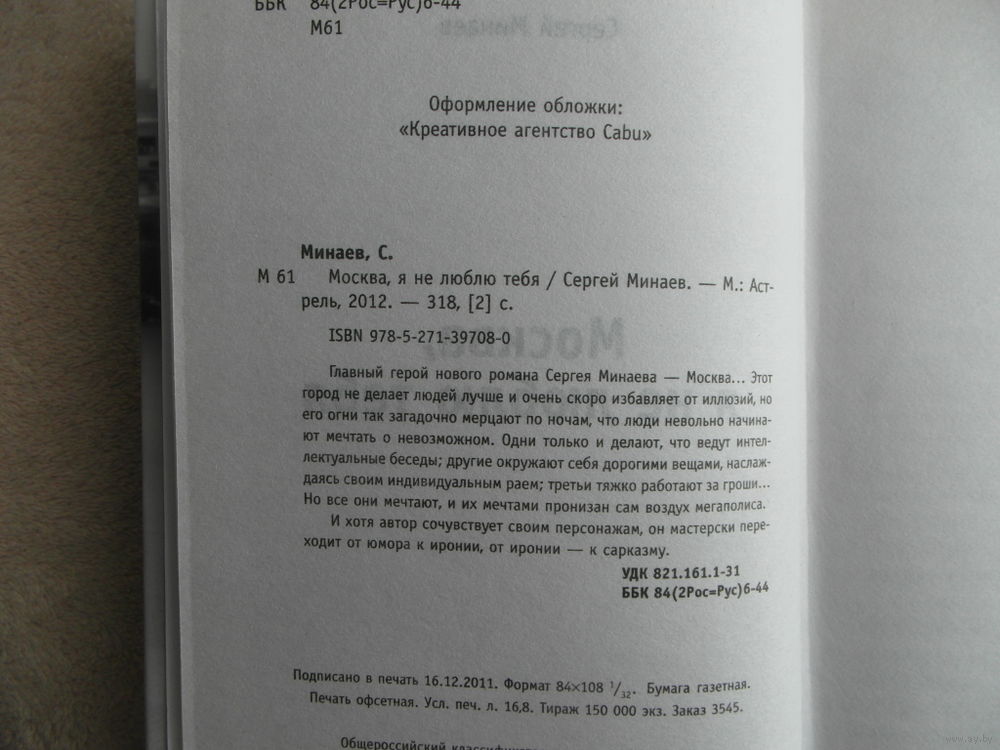 ББК 84(2Рос=Рус)6-44
М61
Оформление обложки:
«Креативное агентство Cabu»
Минаев, С.
М 61 Москва, я не люблю тебя / Сергей Минаев. — М.: Аст-
рель, 2012. — 318, [2] с.
ISBN 978-5-271-39708-0
Главный герой нового романа Сергея Минаева — Москва... Этот
город не делает людей лучше и очень скоро избавляет от иллюзий, но
его огни так загадочно мерцают по ночам, что люди невольно начина-
ют мечтать о невозможном. Одни только и делают, что ведут интел-
лектуальные беседы; другие окружают себя дорогими вещами, наслаж-
даясь своим индивидуальным раем; третьи тяжко работают за гроши...
Но все они мечтают, и их мечтами пронизан сам воздух мегаполиса.
И хотя автор сочувствует своим персонажам, он мастерски пере-
ходит от юмора к иронии, от иронии — к сарказму.
УДК 821.161.1-31
ББК 84(2Рос=Рус)6-44
Подписано в печать 16.12.2011. Формат 84×108 1/32. Бумага газетная.
Печать офсетная. Усл. печ. л. 16,8. Тираж 150 000 экз. Заказ 3545.
Общероссийский
www.ay.by